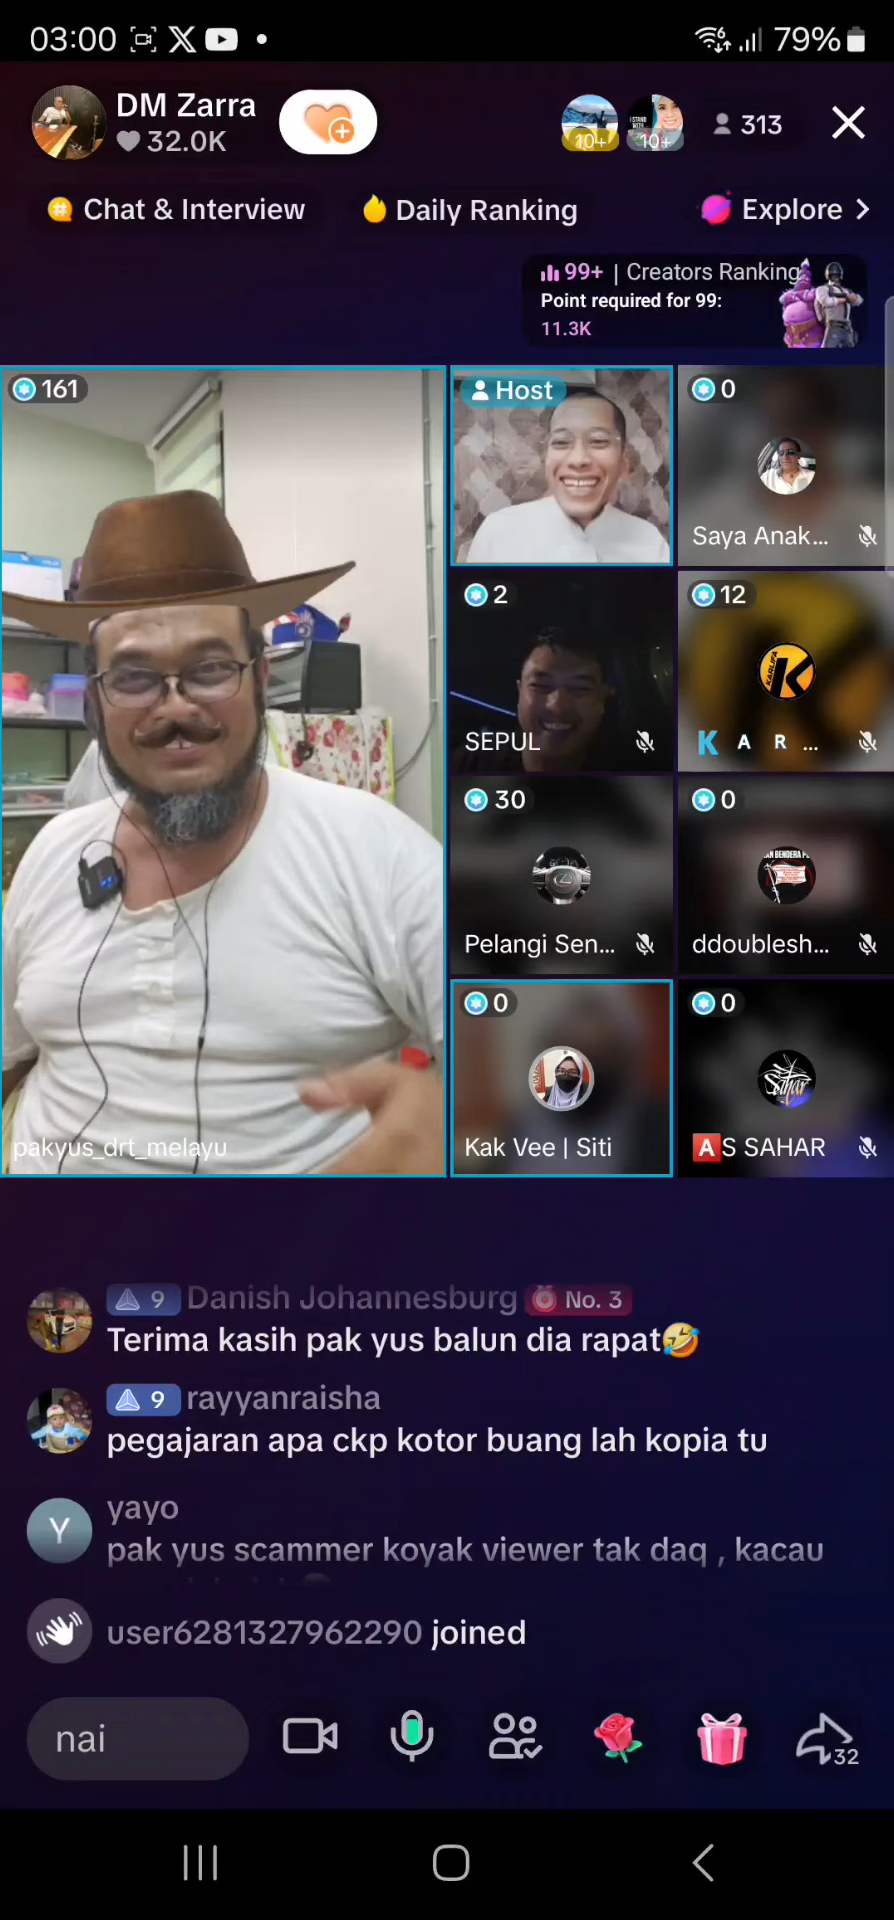 03:00
79%
DM Zarra
32.0K
10+
10+
313
Chat & Interview
Daily Ranking
Explore
99+ | Creators Ranking
Point required for 99:
11.3K
161
Host
0
Saya Anak...
2
SEPUL
12
K A R ...
30
Pelangi Sen...
0
ddoublesh...
pakyus_drt_melayu
0
Kak Vee | Siti
0
AS SAHAR
9 Danish Johannesburg No. 3
Terima kasih pak yus balun dia rapat🤣
9 rayyanraisha
pegajaran apa ckp kotor buang lah kopia tu
Y
yayo
pak yus scammer koyak viewer tak daq , kacau
user6281327962290 joined
nai
32